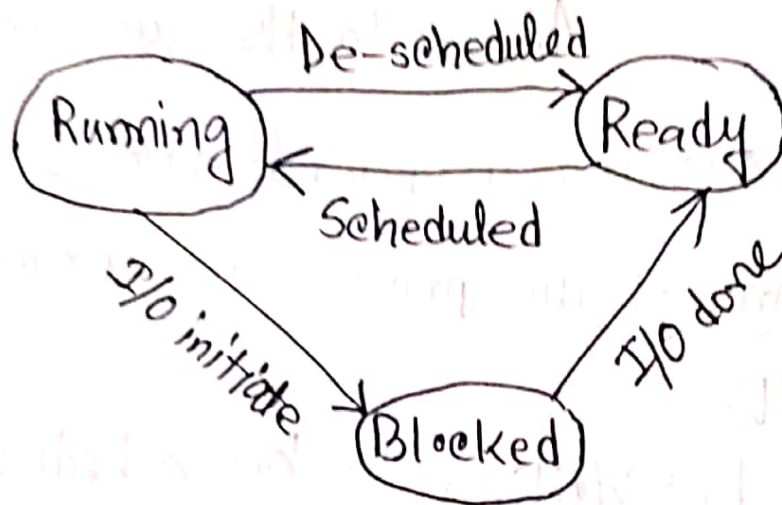 De-scheduled
Running
Ready
Scheduled
I/O initiate
I/O done
Blocked